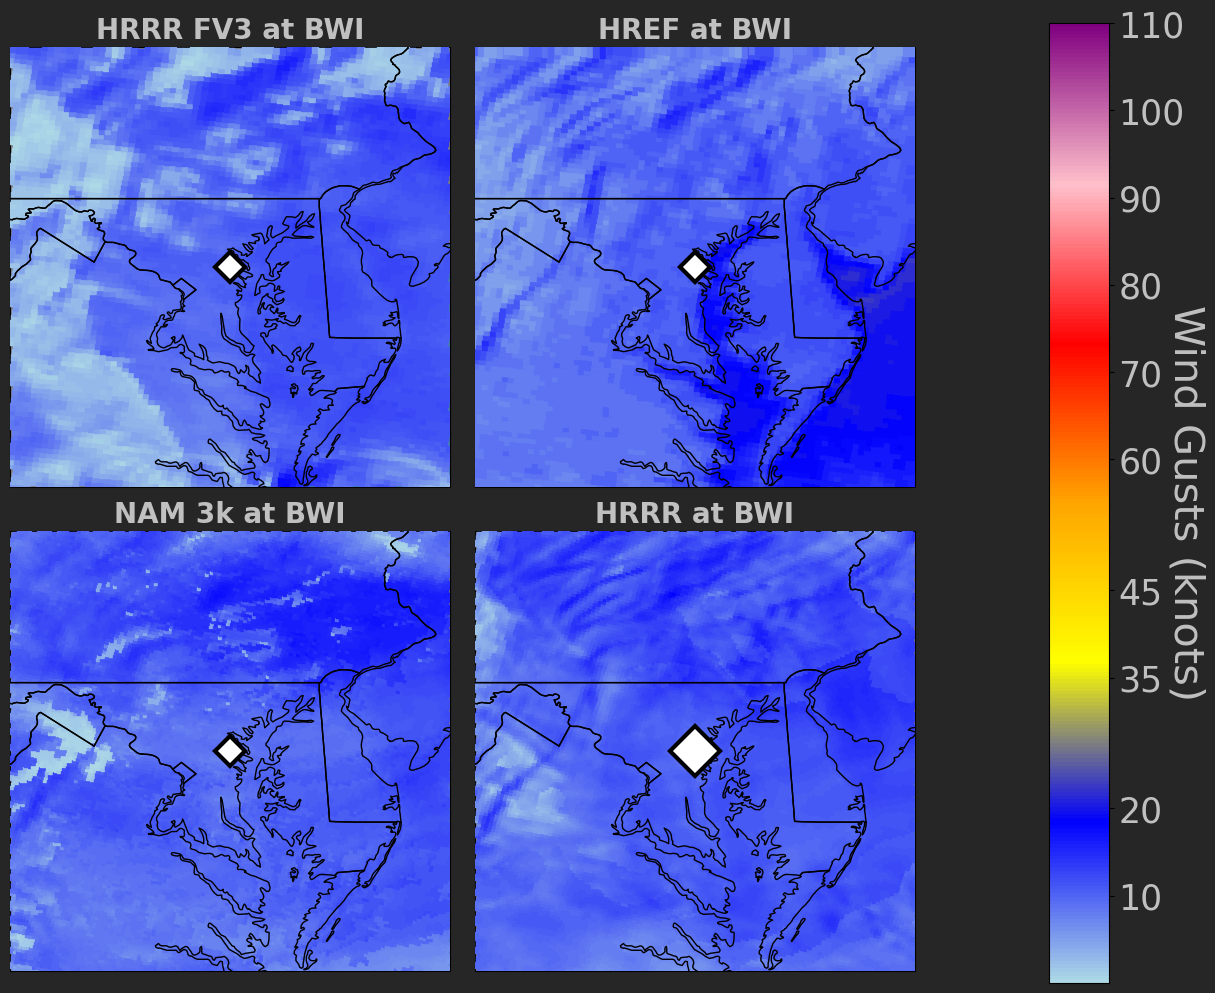 HRRR FV3 at BWI
HREF at BWI
NAM 3k at BWI
HRRR at BWI
110
100
90
80
70
60
45
35
20
10
Wind Gusts (knots)